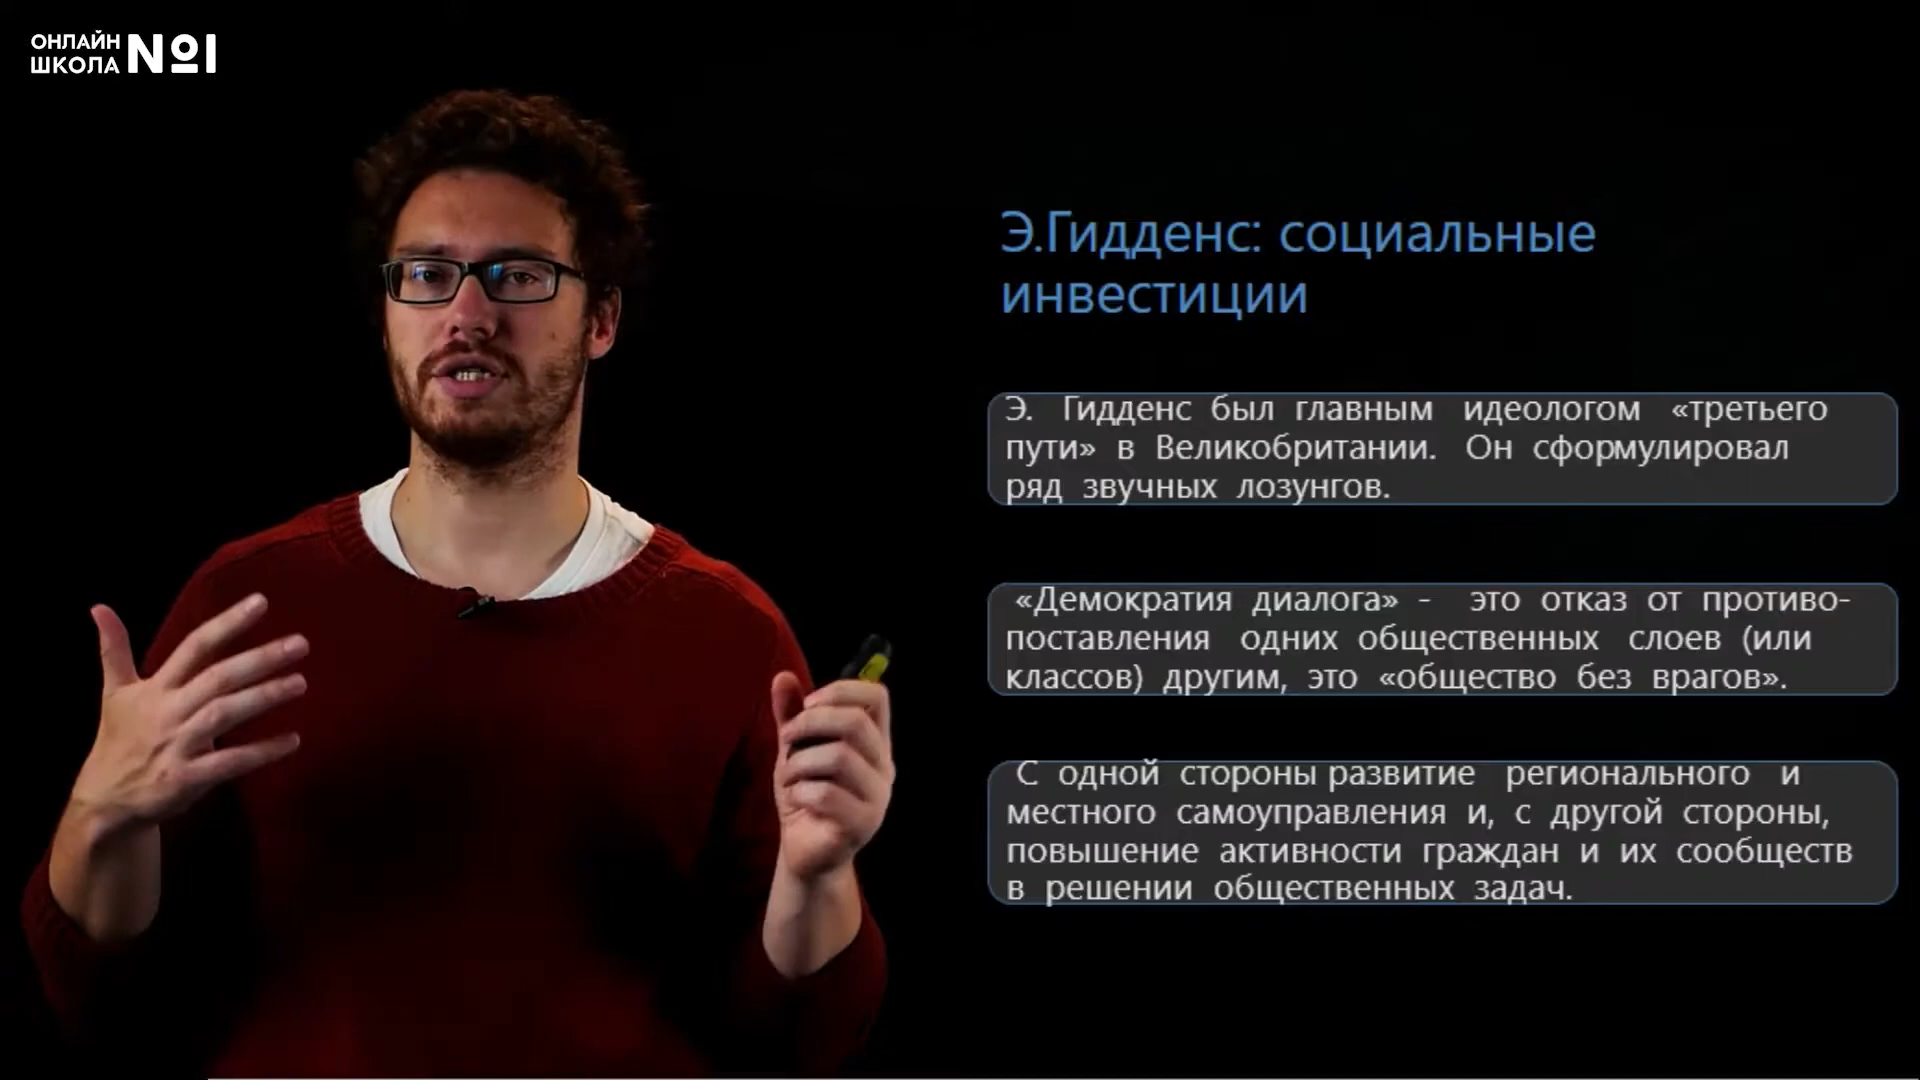 ОНЛАЙН
ШКОЛА №1
Э.Гидденс: социальные
инвестиции
Э. Гидденс был главным идеологом «третьего
пути» в Великобритании. Он сформулировал
ряд звучных лозунгов.
«Демократия диалога» - это отказ от противо-
поставления одних общественных слоев (или
классов) другим, это «общество без врагов».
С одной стороны развитие регионального и
местного самоуправления и, с другой стороны,
повышение активности граждан и их сообществ
в решении общественных задач.